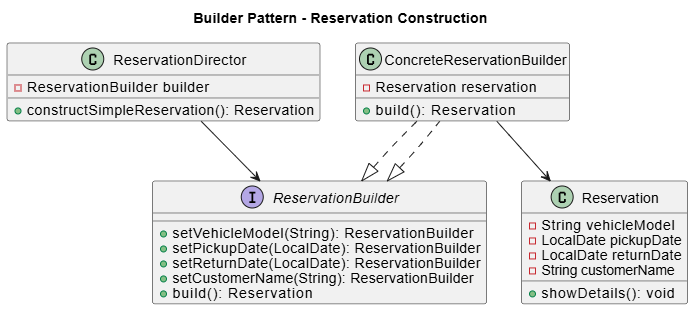 Builder Pattern - Reservation Construction
C ReservationDirector
ReservationBuilder builder
constructSimpleReservation(): Reservation
C ConcreteReservationBuilder
Reservation reservation
build(): Reservation
I ReservationBuilder
setVehicleModel(String): ReservationBuilder
setPickupDate(LocalDate): ReservationBuilder
setReturnDate(LocalDate): ReservationBuilder
setCustomerName(String): ReservationBuilder
build(): Reservation
C Reservation
String vehicleModel
LocalDate pickupDate
LocalDate returnDate
String customerName
showDetails(): void